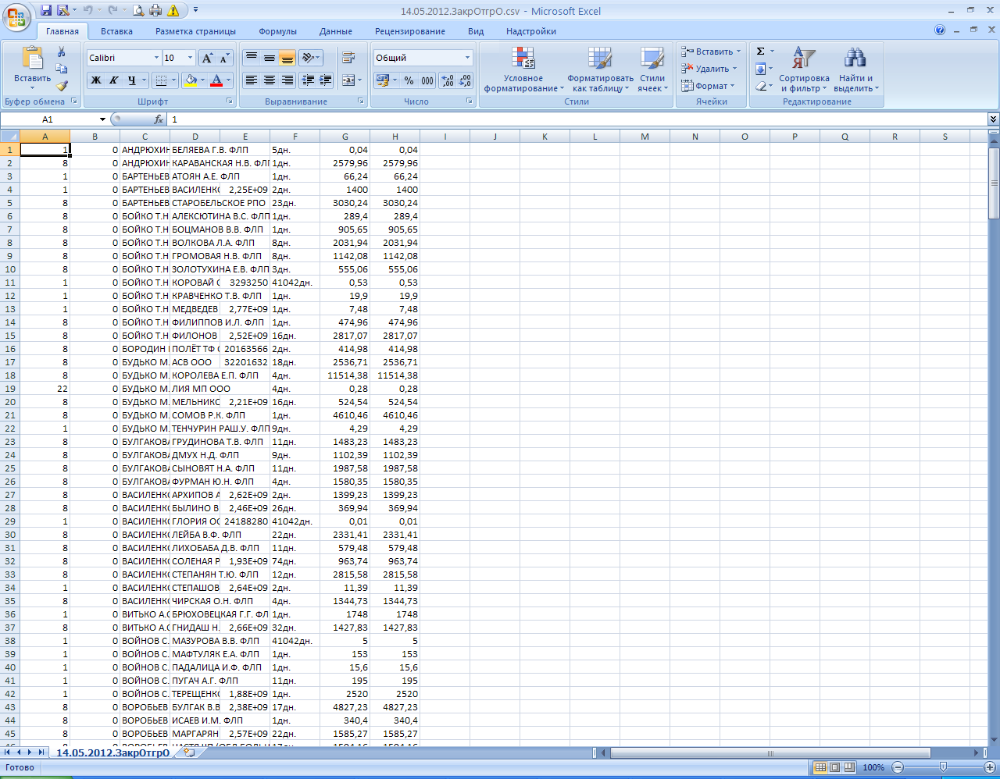 14.05.2012.ЗакрОтгрО.csv - Microsoft Excel
Главная Вставка Разметка страницы Формулы Данные Рецензирование Вид Надстройки
Вставить
Буфер обмена
Calibri 10
Ж К Ч
Шрифт
Выравнивание
Общий
% 000
Число
Условное форматирование
Форматировать как таблицу
Стили ячеек
Стили
Вставить
Удалить
Формат
Ячейки
Σ
Сортировка и фильтр
Найти и выделить
Редактирование
A1 fx 1
A B C D E F G H I J K L M N O P Q R S
1 1 0 АНДРЮХИН БЕЛЯЕВА Г.В. ФЛП 5дн. 0,04 0,04
2 8 0 АНДРЮХИН КАРАВАНСКАЯ Н.В. ФЛП 1дн. 2579,96 2579,96
3 1 0 БАРТЕНЬЕВ АТОЯН А.Е. ФЛП 1дн. 66,24 66,24
4 1 0 БАРТЕНЬЕВ ВАСИЛЕНКО 2,25E+09 2дн. 1400 1400
5 8 0 БАРТЕНЬЕВ СТАРОБЕЛЬСКОЕ РПО 23дн. 3030,24 3030,24
6 8 0 БОЙКО Т.Н АЛЕКСЮТИНА В.С. ФЛП 1дн. 289,4 289,4
7 8 0 БОЙКО Т.Н БОЦМАНОВ В.В. ФЛП 1дн. 905,65 905,65
8 8 0 БОЙКО Т.Н ВОЛКОВА Л.А. ФЛП 8дн. 2031,94 2031,94
9 8 0 БОЙКО Т.Н ГРОМОВАЯ Н.В. ФЛП 8дн. 1142,08 1142,08
10 8 0 БОЙКО Т.Н ЗОЛОТУХИНА Е.В. ФЛП 3дн. 555,06 555,06
11 1 0 БОЙКО Т.Н КОРОВАЙ С 3293250 41042дн. 0,53 0,53
12 1 0 БОЙКО Т.Н КРАВЧЕНКО Т.В. ФЛП 1дн. 19,9 19,9
13 1 0 БОЙКО Т.Н МЕДВЕДЕВ 2,77E+09 1дн. 7,48 7,48
14 8 0 БОЙКО Т.Н ФИЛИППОВ И.Л. ФЛП 1дн. 474,96 474,96
15 8 0 БОЙКО Т.Н ФИЛОНОВ 2,52E+09 16дн. 2817,07 2817,07
16 8 0 БОРОДИН ПОЛЁТ ТФ 20163566 2дн. 414,98 414,98
17 8 0 БУДЬКО М. АСВ ООО 32201632 18дн. 2536,71 2536,71
18 8 0 БУДЬКО М. КОРОЛЕВА Е.П. ФЛП 4дн. 11514,38 11514,38
19 22 0 БУДЬКО М. ЛИЯ МП ООО 4дн. 0,28 0,28
20 8 0 БУДЬКО М. МЕЛЬНИКО 2,21E+09 16дн. 524,54 524,54
21 8 0 БУДЬКО М. СОМОВ Р.К. ФЛП 1дн. 4610,46 4610,46
22 1 0 БУДЬКО М. ТЕНЧУРИН РАШ.У. ФЛП 9дн. 4,29 4,29
23 8 0 БУЛГАКОВА ГРУДИНОВА Т.В. ФЛП 11дн. 1483,23 1483,23
24 8 0 БУЛГАКОВА ДМУХ Н.Д. ФЛП 9дн. 1102,39 1102,39
25 8 0 БУЛГАКОВА СЫНОВЯТ Н.А. ФЛП 11дн. 1987,58 1987,58
26 8 0 БУЛГАКОВА ФУРМАН Ю.Н. ФЛП 4дн. 1580,35 1580,35
27 8 0 ВАСИЛЕНКО АРХИПОВ А 2,62E+09 2дн. 1399,23 1399,23
28 8 0 ВАСИЛЕНКО БЫЛИНО В 2,46E+09 26дн. 369,94 369,94
29 1 0 ВАСИЛЕНКО ГЛОРИЯ ОО 24188280 41042дн. 0,01 0,01
30 8 0 ВАСИЛЕНКО ЛЕЙБА В.Ф. ФЛП 22дн. 2331,41 2331,41
31 8 0 ВАСИЛЕНКО ЛИХОБАБА Д.В. ФЛП 11дн. 579,48 579,48
32 8 0 ВАСИЛЕНКО СОЛЕНАЯ Р 1,93E+09 74дн. 963,74 963,74
33 8 0 ВАСИЛЕНКО СТЕПАНЯН Т.Ю. ФЛП 12дн. 2815,58 2815,58
34 1 0 ВАСИЛЕНКО СТЕПАШОВ 2,64E+09 2дн. 11,39 11,39
35 8 0 ВАСИЛЕНКО ЧИРСКАЯ О.Н. ФЛП 4дн. 1344,73 1344,73
36 1 0 ВИТЬКО А.О БРЮХОВЕЦКАЯ Г.Г. ФЛ 1дн. 1748 1748
37 8 0 ВИТЬКО А.О ГНИДАШ Н. 2,66E+09 32дн. 1427,83 1427,83
38 1 0 ВОЙНОВ С. МАЗУРОВА В.В. ФЛП 41042дн. 5 5
39 1 0 ВОЙНОВ С. МАФТУЛЯК Е.А. ФЛП 1дн. 153 153
40 1 0 ВОЙНОВ С. ПАДАЛИЦА И.Ф. ФЛП 1дн. 15,6 15,6
41 1 0 ВОЙНОВ С. ПУГАЧ А.Г. ФЛП 11дн. 195 195
42 1 0 ВОЙНОВ С. ТЕРЕЩЕНКО 1,88E+09 1дн. 2520 2520
43 8 0 ВОРОБЬЕВ БУЛГАК В.В 2,38E+09 17дн. 4827,23 4827,23
44 8 0 ВОРОБЬЕВ ИСАЕВ И.М. ФЛП 1дн. 340,4 340,4
45 8 0 ВОРОБЬЕВ МАРГАРЯН 2,57E+09 22дн. 1585,27 1585,27
14.05.2012.ЗакрОтгрО
Готово 100%